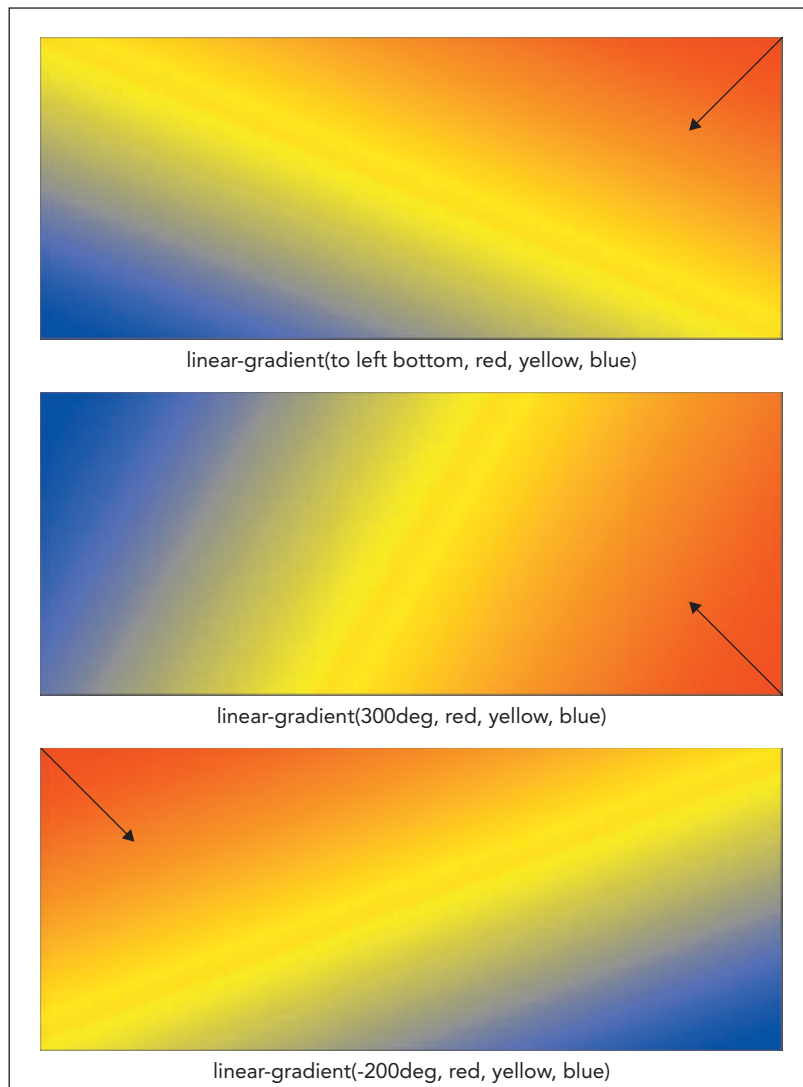 linear-gradient(to left bottom, red, yellow, blue)
linear-gradient(300deg, red, yellow, blue)
linear-gradient(-200deg, red, yellow, blue)